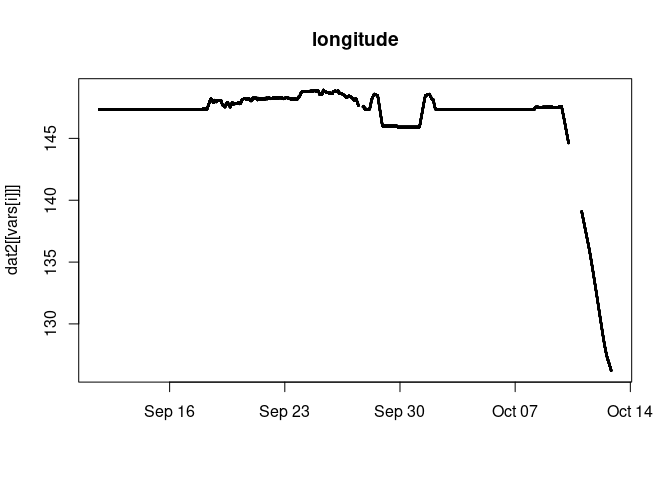 longitude
dat2[[vars[i]]]
145
140
135
130
Sep 16
Sep 23
Sep 30
Oct 07
Oct 14